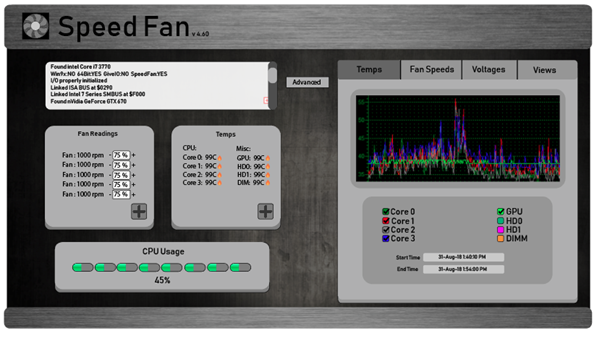 Speed Fan v 4.60
Found intel Core i7 3770
Win9x:NO 64Bit:YES GiveIO:NO SpeedFan:YES
I/O properly initialized
Linked ISA BUS at $0290
Linked Intel 7 Series SMBUS at $F000
Found nVidia GeForce GTX 670
Advanced
Fan Readings
Fan : 1000 rpm - 75 % +
Fan : 1000 rpm - 75 % +
Fan : 1000 rpm - 75 % +
Fan : 1000 rpm - 75 % +
Fan : 1000 rpm - 75 % +
Temps
CPU: Misc:
Core 0: 99C GPU: 99C
Core 1: 99C HD0: 99C
Core 2: 99C HD1: 99C
Core 3: 99C DIM: 99C
CPU Usage
45%
Temps Fan Speeds Voltages Views
55
50
45
40
35
Core 0 GPU
Core 1 HD0
Core 2 HD1
Core 3 DIMM
Start Time 31-Aug-18 1:40:10 PM
End Time 31-Aug-18 1:54:00 PM